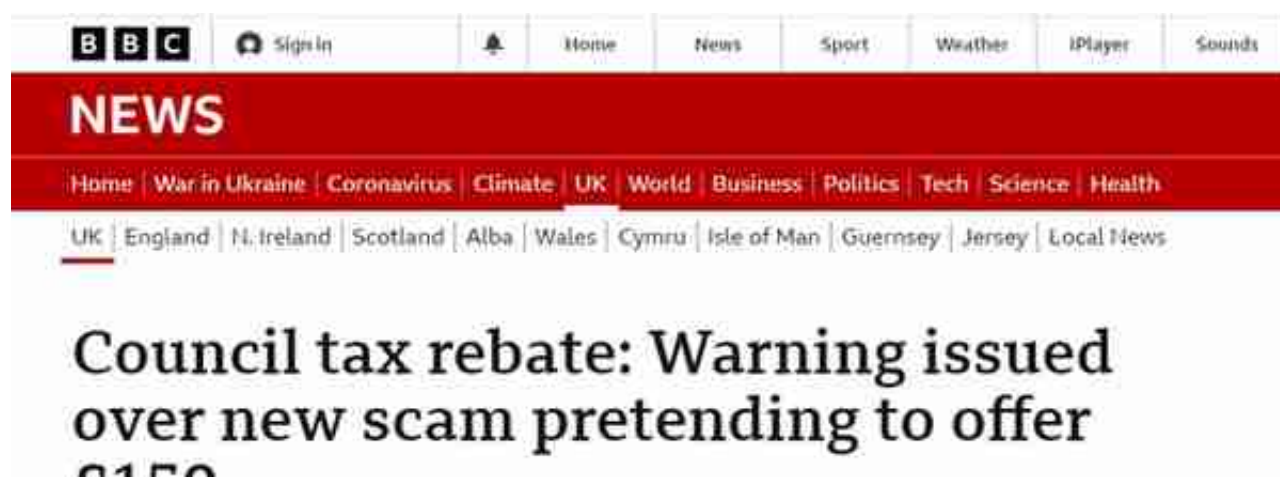 BBC Sign in Home News Sport Weather iPlayer Sounds
NEWS
Home War in Ukraine Coronavirus Climate UK World Business Politics Tech Science Health
UK England N. Ireland Scotland Alba Wales Cymru Isle of Man Guernsey Jersey Local News
Council tax rebate: Warning issued
over new scam pretending to offer
£150